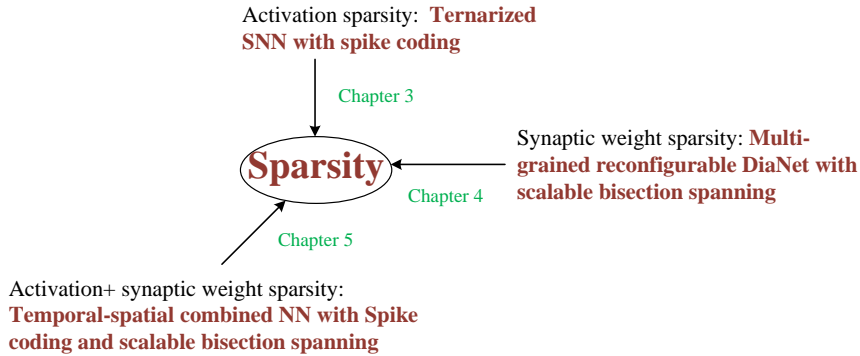 Activation sparsity: Ternarized
SNN with spike coding
Chapter 3
Synaptic weight sparsity: Multi-
grained reconfigurable DiaNet with
scalable bisection spanning
Sparsity
Chapter 4
Chapter 5
Activation+ synaptic weight sparsity:
Temporal-spatial combined NN with Spike
coding and scalable bisection spanning